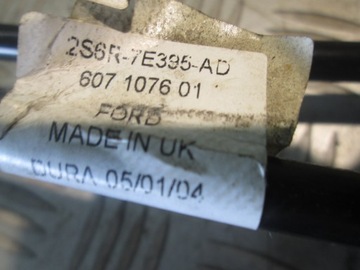 2S6R-7E395-AD
607 1076 01
FORD
MADE IN UK
DURA 05/01/04